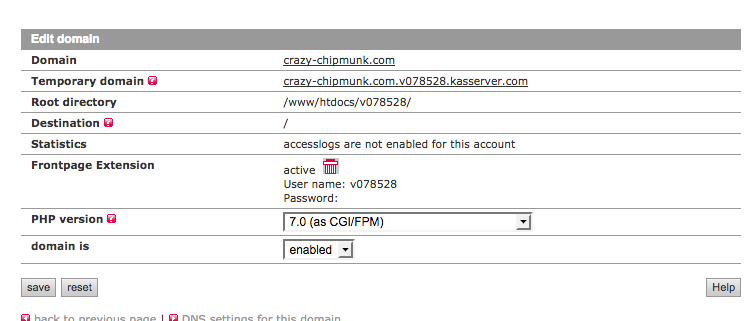 Edit domain
Domain crazy-chipmunk.com
Temporary domain ? crazy-chipmunk.com.v078528.kasserver.com
Root directory /www/htdocs/v078528/
Destination ? /
Statistics accesslogs are not enabled for this account
Frontpage Extension active
User name: v078528
Password:
PHP version ? 7.0 (as CGI/FPM)
domain is enabled
save reset Help
back to previous page | DNS settings for this domain